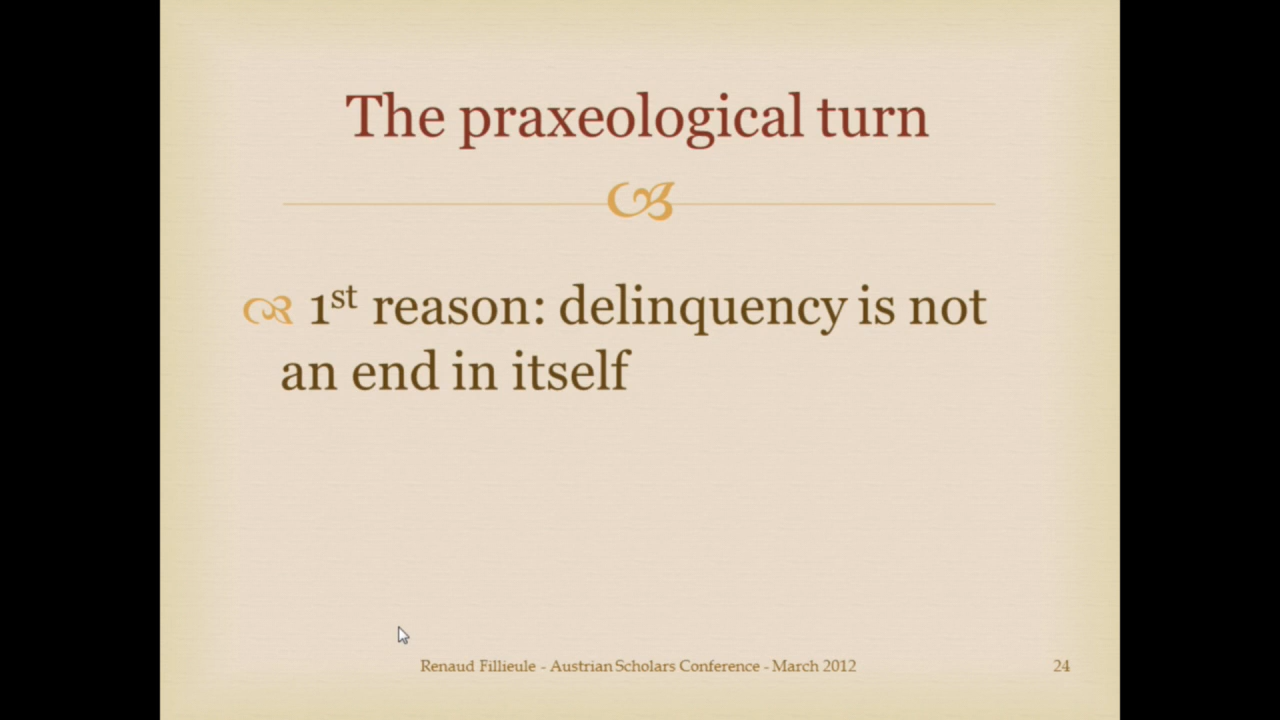 The praxeological turn
1st reason: delinquency is not
an end in itself
Renaud Fillieule - Austrian Scholars Conference - March 2012
24